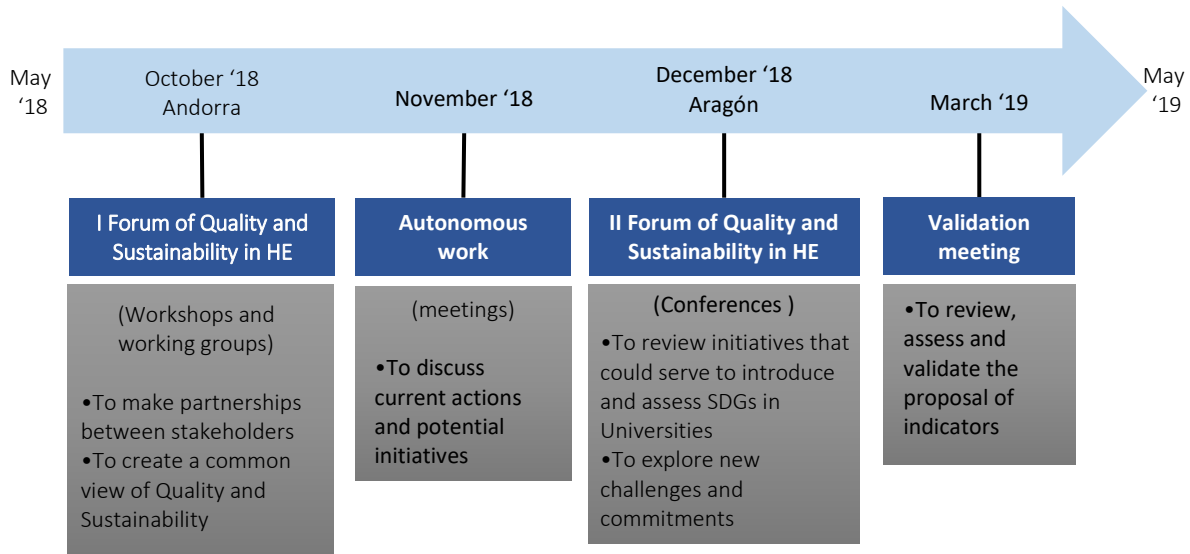 May
‘18
October ‘18
Andorra
November ‘18
December ‘18
Aragón
March ‘19
May
‘19
I Forum of Quality and
Sustainability in HE
(Workshops and
working groups)
•To make partnerships
between stakeholders
•To create a common
view of Quality and
Sustainability
Autonomous
work
(meetings)
•To discuss
current actions
and potential
initiatives
II Forum of Quality and
Sustainability in HE
(Conferences )
•To review initiatives that
could serve to introduce
and assess SDGs in
Universities
•To explore new
challenges and
commitments
Validation
meeting
•To review,
assess and
validate the
proposal of
indicators